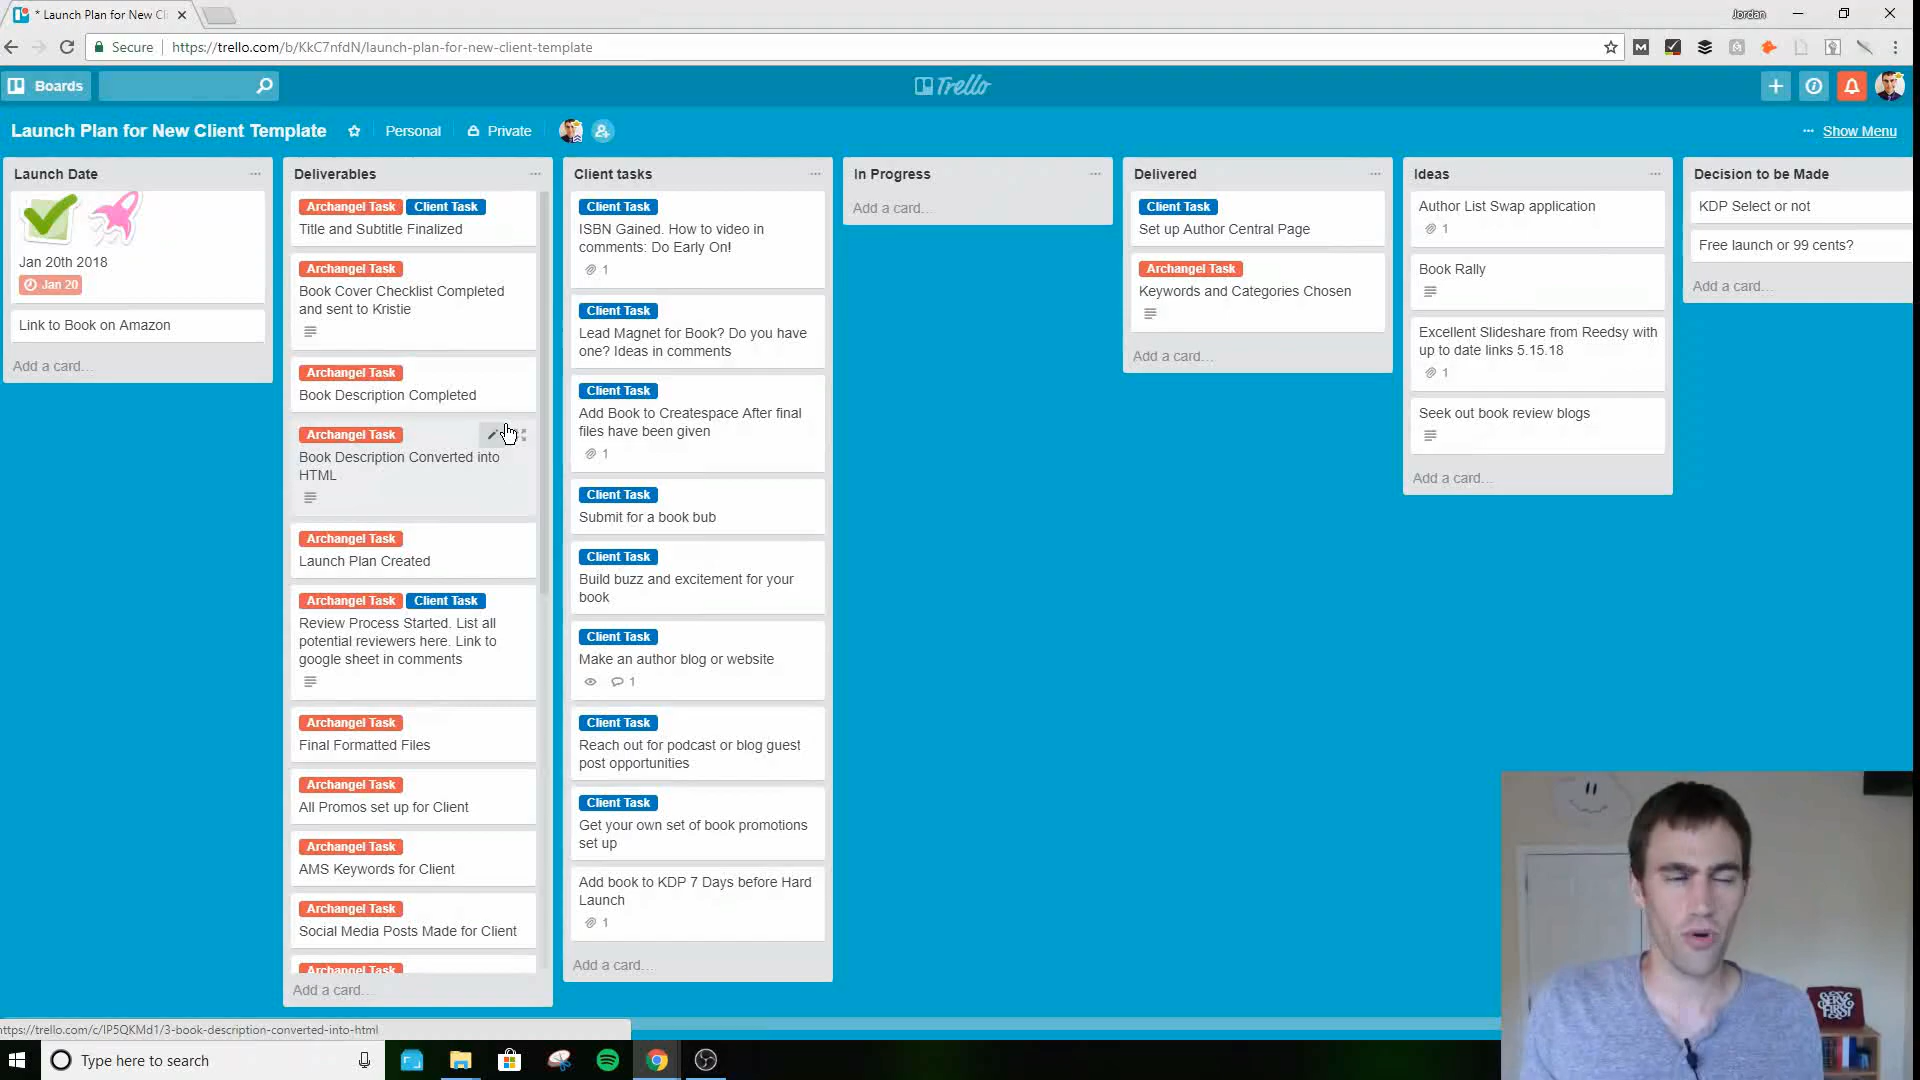 * Launch Plan for New Cl
Jordan
Secure
https://trello.com/b/KkC7nfdN/launch-plan-for-new-client-template
Boards
Trello
Launch Plan for New Client Template
Personal
Private
... Show Menu
Launch Date
Jan 20th 2018
Jan 20
Link to Book on Amazon
Add a card...
Deliverables
Archangel Task Client Task
Title and Subtitle Finalized
Archangel Task
Book Cover Checklist Completed
and sent to Kristie
Archangel Task
Book Description Completed
Archangel Task
Book Description Converted into
HTML
Archangel Task
Launch Plan Created
Archangel Task Client Task
Review Process Started. List all
potential reviewers here. Link to
google sheet in comments
Archangel Task
Final Formatted Files
Archangel Task
All Promos set up for Client
Archangel Task
AMS Keywords for Client
Archangel Task
Social Media Posts Made for Client
Archangel Task
Add a card...
Client tasks
Client Task
ISBN Gained. How to video in
comments: Do Early On!
1
Client Task
Lead Magnet for Book? Do you have
one? Ideas in comments
Client Task
Add Book to Createspace After final
files have been given
1
Client Task
Submit for a book bub
Client Task
Build buzz and excitement for your
book
Client Task
Make an author blog or website
1
Client Task
Reach out for podcast or blog guest
post opportunities
Client Task
Get your own set of book promotions
set up
Add book to KDP 7 Days before Hard
Launch
1
Add a card...
In Progress
Add a card...
Delivered
Client Task
Set up Author Central Page
Archangel Task
Keywords and Categories Chosen
Add a card...
Ideas
Author List Swap application
1
Book Rally
Excellent Slideshare from Reedsy with
up to date links 5.15.18
1
Seek out book review blogs
Add a card...
Decision to be Made
KDP Select or not
Free launch or 99 cents?
Add a card...
https://trello.com/c/IP5QKMd1/3-book-description-converted-into-html
Type here to search
SERVE
FIRST